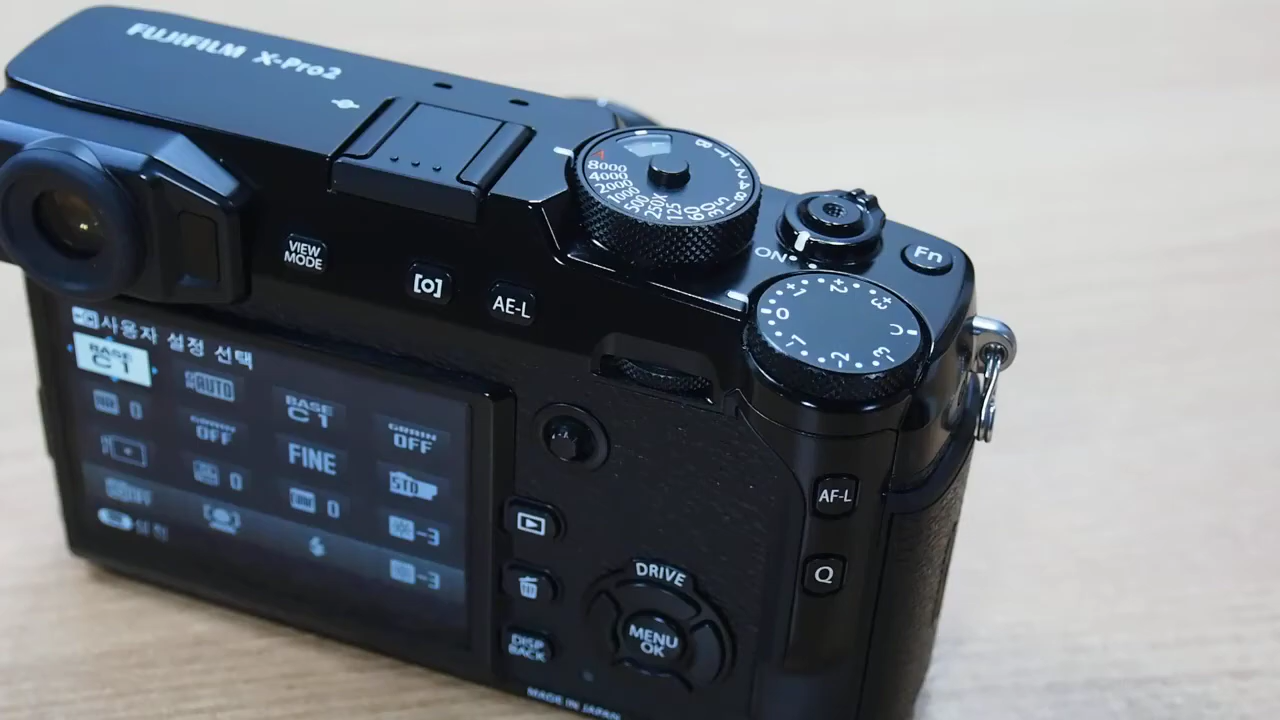 FUJIFILM X-Pro2
A
8000
4000
2000
1000
500
250X
125
60
30
15
8
4
2
1
T
B
ON
Fn
+3
+2
+1
0
-2
-3
C
VIEW
MODE
AE-L
사용자 설정 선택
BASE
C1
AUTO
BASE
C1
GRAIN
OFF
0
GRAIN
OFF
FINE
STD
0
0
-3
OFF
-3
설정
AF-L
Q
DRIVE
MENU
OK
DISP
BACK
MADE IN JAPAN